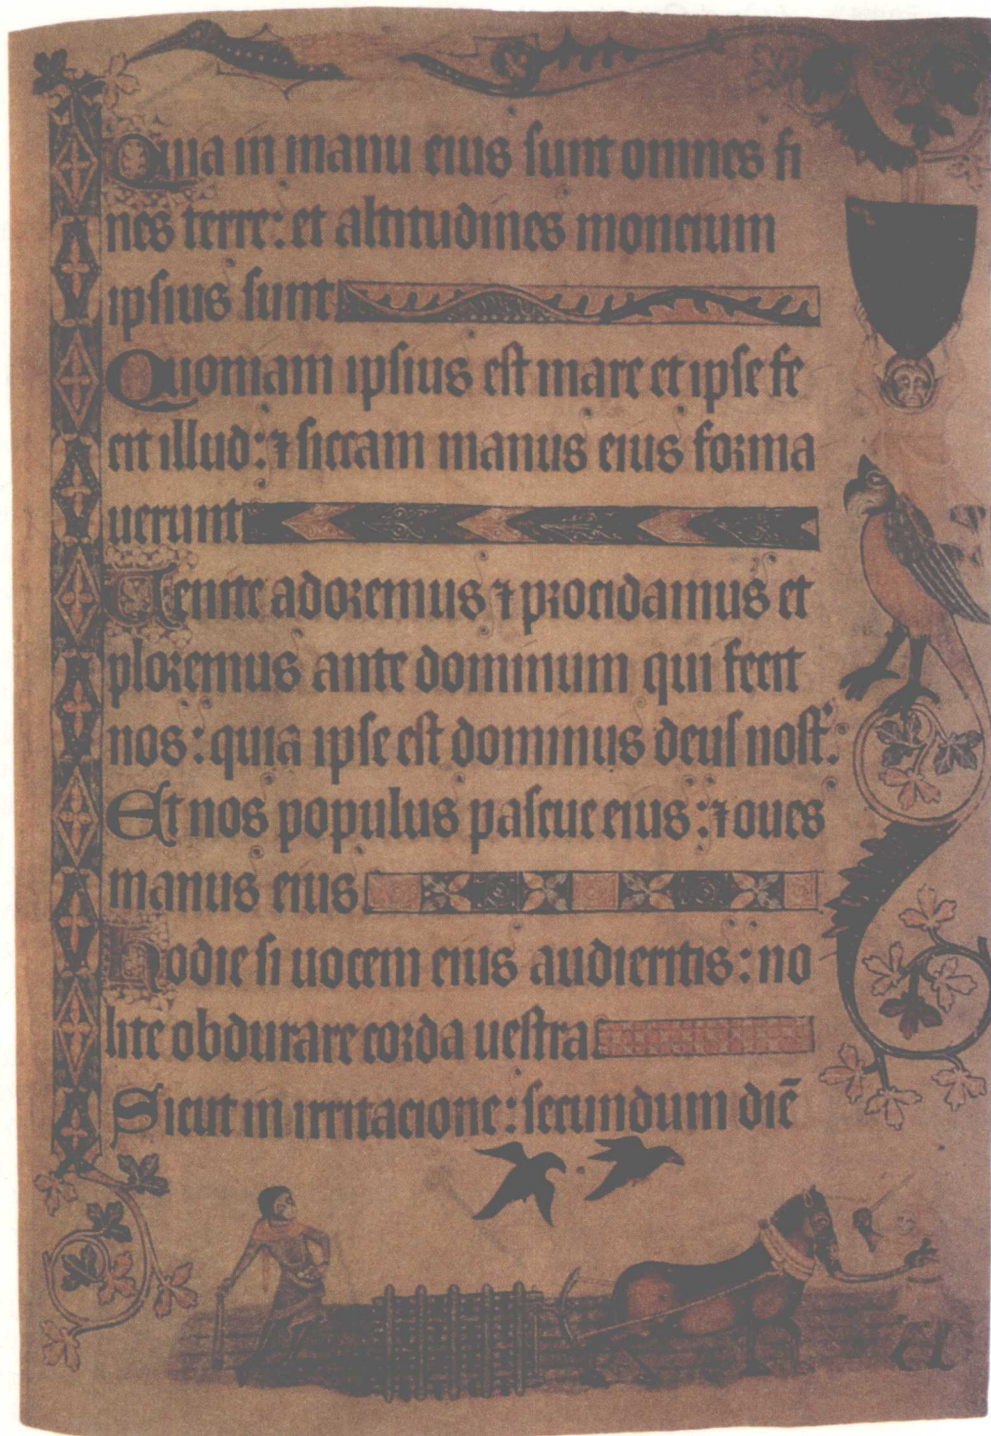 Quia in manu eius sunt omnes fi
nes terre: et altitudines moncium
ipsius sunt
Quoniam ipsius est mare et ipse fe
cit illud: ⁊ siccam manus eius forma
uerunt
Uenite adoremus ⁊ procidamus et
ploremus ante dominum qui fecit
nos: quia ipse est dominus deus nost᷒.
Et nos populus pascue eius: ⁊ oues
manus eius
Hodie si uocem eius audieritis: no
lite obdurare corda uestra
Sicut in irritacione: secundum diē